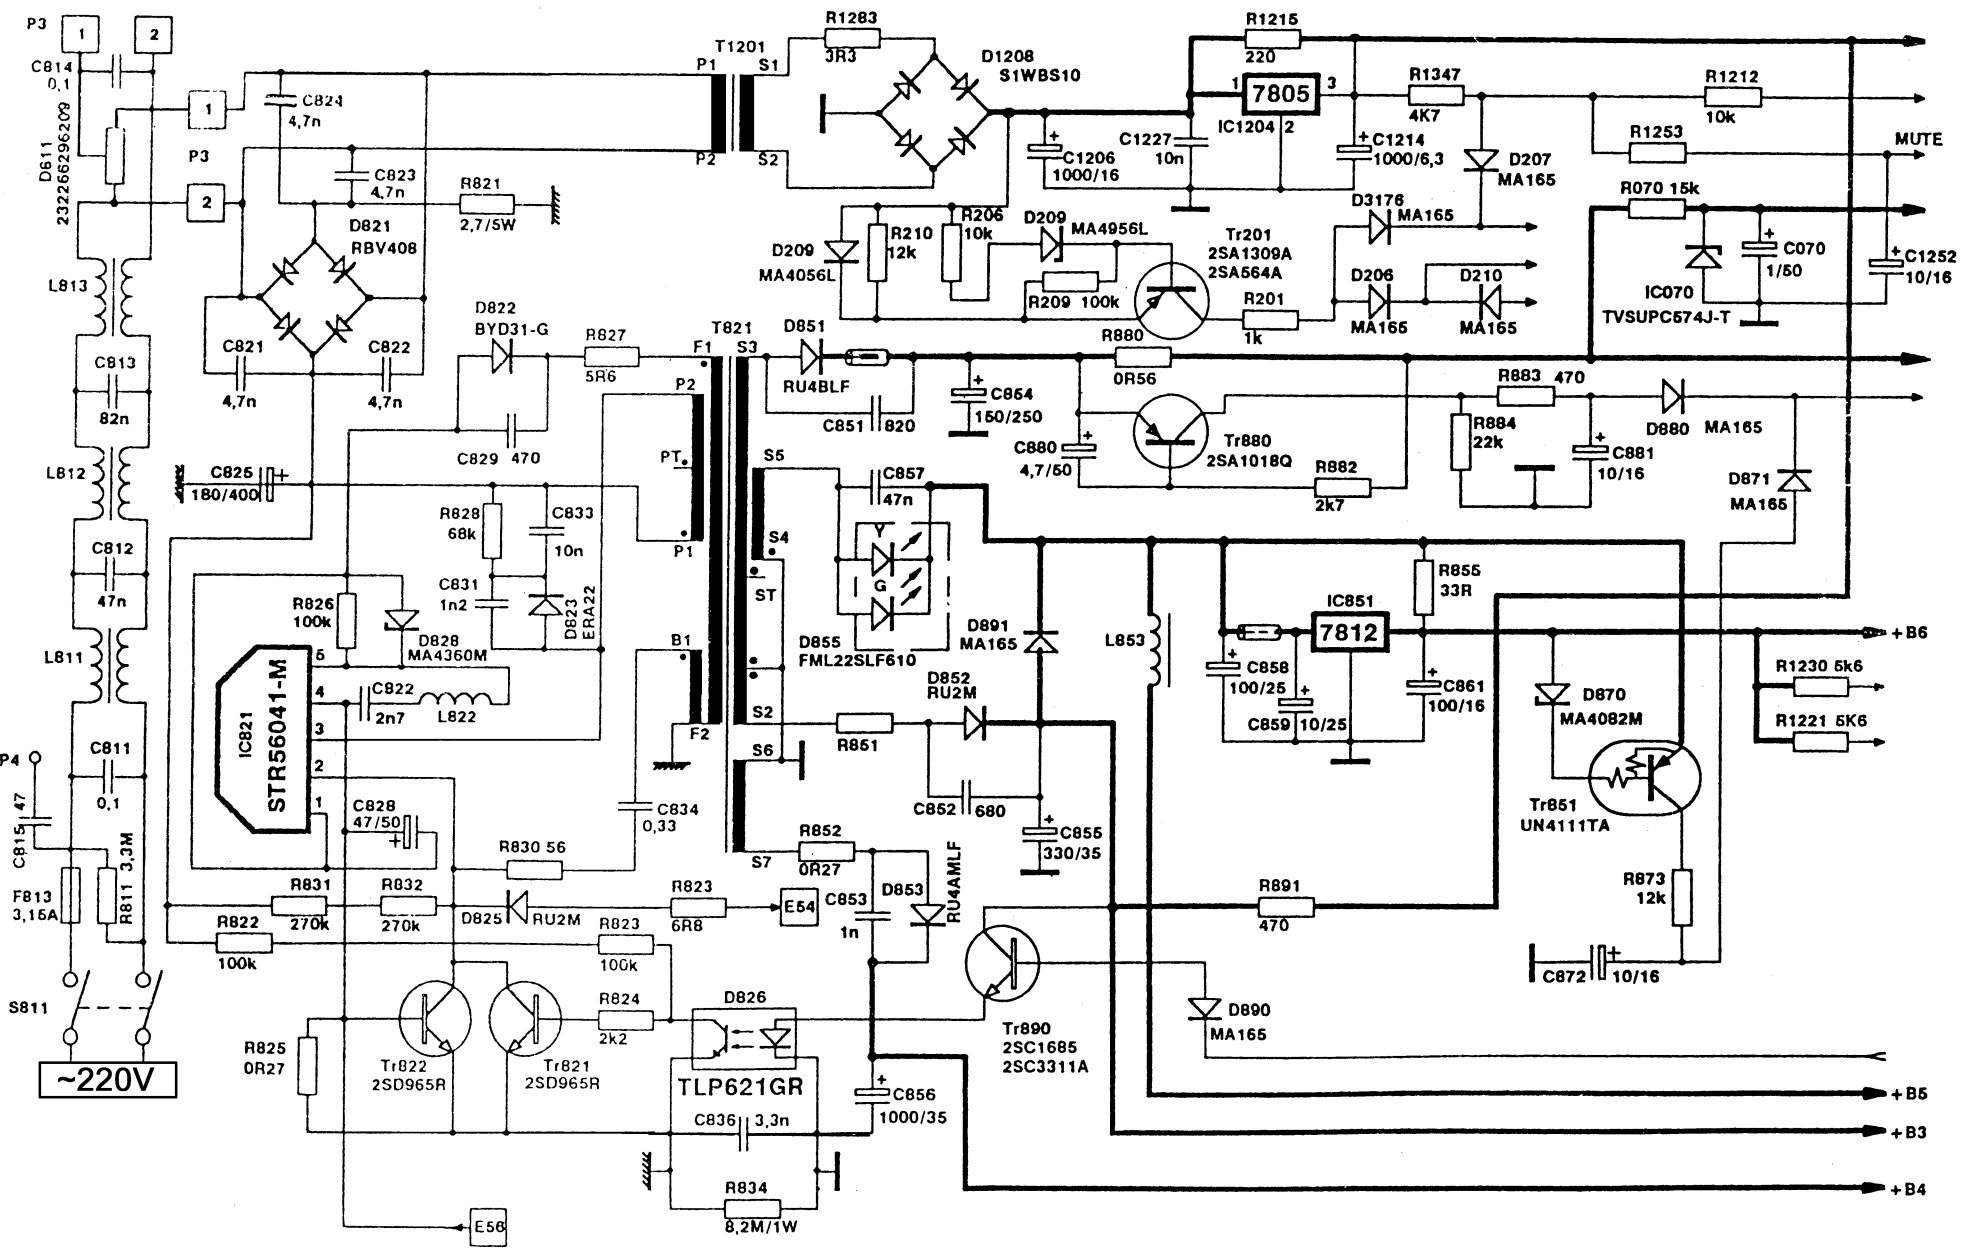 P3
1
2
C814
0,1
D811
232266296209
1
P3
2
C824
4,7n
C823
4,7n
R821
2,7/5W
D821
RBV408
L813
C813
82n
L812
C812
47n
L811
C811
0,1
P4
C815 47
F813
3,15A
R811 3,3M
S811
~220V
C821
4,7n
C822
4,7n
C825
180/400
+
D822
BYD31-G
R827
5R6
C829
470
R828
68k
C833
10n
C831
1n2
D823
ERA22
R826
100k
D828
MA4360M
IC821
STR56041-M
5
4
3
2
1
C822
2n7
L822
C828
47/50
+
C834
0,33
R830 56
R831
270k
R832
270k
D825
RU2M
R823
6R8
E54
R822
100k
R823
100k
R824
2k2
R825
0R27
Tr822
2SD965R
Tr821
2SD965R
D826
TLP621GR
C836
3,3n
R834
8,2M/1W
E56
T1201
P1
P2
S1
S2
R1283
3R3
D1208
S1WBS10
C1206
1000/16
+
C1227
10n
R1215
220
1
7805
3
IC1204
2
C1214
1000/6,3
+
R1347
4K7
R1212
10k
R1253
MUTE
D207
MA165
R070 15k
IC070
TVSUPC574J-T
C070
1/50
+
C1252
10/16
+
D209
MA4056L
R210
12k
R206
10k
D209
MA4956L
R209
100k
Tr201
2SA1309A
2SA564A
R201
1k
D3176
MA165
D206
MA165
D210
MA165
T821
F1
P2
PT
P1
B1
F2
S3
S5
S4
ST
S2
S6
S7
D851
RU4BLF
C851
820
C854
150/250
+
R880
0R56
C880
4,7/50
+
Tr880
2SA1018Q
R882
2k7
R883
470
R884
22k
C881
10/16
+
D880
MA165
D871
MA165
C857
47n
Y
G
D855
FML22SLF610
D891
MA165
D852
RU2M
R851
C852
680
C855
330/35
+
R852
0R27
C853
1n
D853
RU4AMLF
C856
1000/35
+
L853
C858
100/25
+
C859
10/25
+
IC851
7812
R855
33R
C861
100/16
+
D870
MA4082M
Tr851
UN4111TA
R873
12k
C872
10/16
+
R891
470
Tr890
2SC1685
2SC3311A
D890
MA165
+B6
R1230 5k6
R1221 5K6
+B5
+B3
+B4